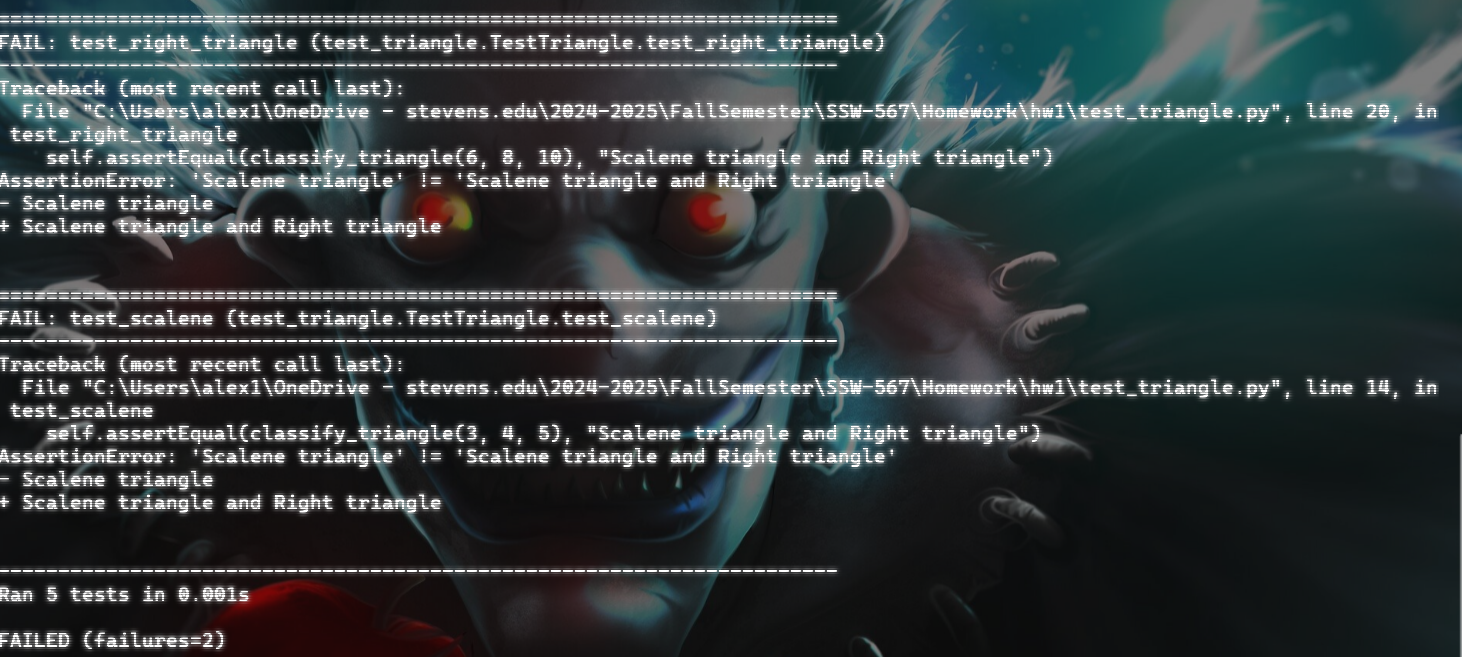 ======================================================================
FAIL: test_right_triangle (test_triangle.TestTriangle.test_right_triangle)
----------------------------------------------------------------------
Traceback (most recent call last):
  File "C:\Users\alex1\OneDrive - stevens.edu\2024-2025\FallSemester\SSW-567\Homework\hw1\test_triangle.py", line 20, in
 test_right_triangle
    self.assertEqual(classify_triangle(6, 8, 10), "Scalene triangle and Right triangle")
AssertionError: 'Scalene triangle' != 'Scalene triangle and Right triangle'
- Scalene triangle
+ Scalene triangle and Right triangle
======================================================================
FAIL: test_scalene (test_triangle.TestTriangle.test_scalene)
----------------------------------------------------------------------
Traceback (most recent call last):
  File "C:\Users\alex1\OneDrive - stevens.edu\2024-2025\FallSemester\SSW-567\Homework\hw1\test_triangle.py", line 14, in
 test_scalene
    self.assertEqual(classify_triangle(3, 4, 5), "Scalene triangle and Right triangle")
AssertionError: 'Scalene triangle' != 'Scalene triangle and Right triangle'
- Scalene triangle
+ Scalene triangle and Right triangle
----------------------------------------------------------------------
Ran 5 tests in 0.001s
FAILED (failures=2)